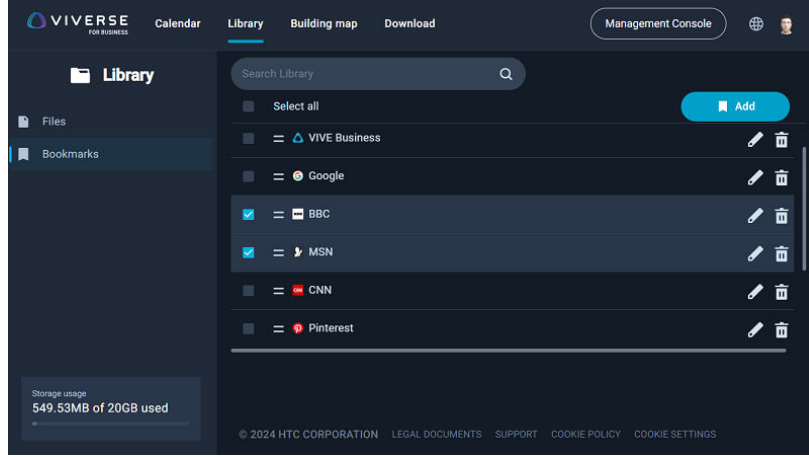 VIVERSE
FOR BUSINESS
Calendar
Library
Building map
Download
Management Console
Library
Files
Bookmarks
Search Library
Select all
Add
VIVE Business
Google
BBC
MSN
CNN
Pinterest
Storage usage
549.53MB of 20GB used
© 2024 HTC CORPORATION LEGAL DOCUMENTS SUPPORT COOKIE POLICY COOKIE SETTINGS